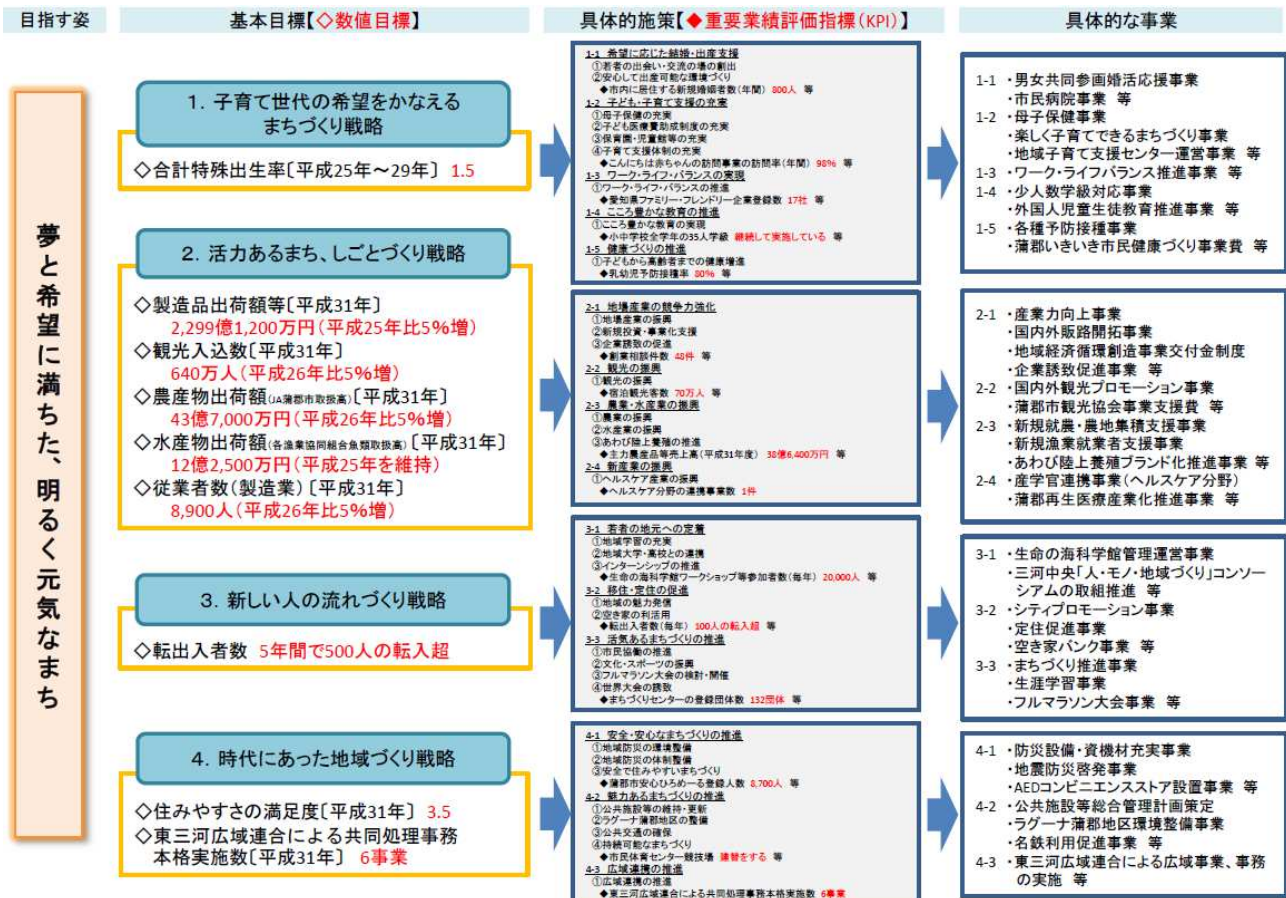 目指す姿
基本目標【◇数値目標】
具体的施策【◆重要業績評価指標(KPI)】
具体的な事業
夢と希望に満ちた、明るく元気なまち
1. 子育て世代の希望をかなえる
まちづくり戦略
◇合計特殊出生率〔平成25年～29年〕 1.5
2. 活力あるまち、しごとづくり戦略
◇製造品出荷額等〔平成31年〕
2,299億1,200万円(平成25年比5%増)
◇観光入込数〔平成31年〕
640万人(平成26年比5%増)
◇農産物出荷額(JA蒲郡市取扱高)〔平成31年〕
43億7,000万円(平成26年比5%増)
◇水産物出荷額(各漁業協同組合魚類取扱高)〔平成31年〕
12億2,500万円(平成25年を維持)
◇従業者数(製造業)〔平成31年〕
8,900人(平成26年比5%増)
3. 新しい人の流れづくり戦略
◇転出入者数 5年間で500人の転入超
4. 時代にあった地域づくり戦略
◇住みやすさの満足度〔平成31年〕 3.5
◇東三河広域連合による共同処理事務
本格実施数〔平成31年〕 6事業
1-1 希望に応じた結婚・出産支援
①若者の出会い・交流の場の創出
②安心して出産可能な環境づくり
◆市内に居住する新規婚姻者数(年間) 800人 等
1-2 子ども・子育て支援の充実
①母子保健の充実
②子ども医療費助成制度の充実
③保育園・児童館等の充実
④子育て支援体制の充実
◆こんにちは赤ちゃんの訪問事業の訪問率(年間) 98% 等
1-3 ワーク・ライフ・バランスの実現
①ワーク・ライフ・バランスの推進
◆愛知県ファミリー・フレンドリー企業登録数 17社 等
1-4 こころ豊かな教育の推進
①こころ豊かな教育の実現
◆小中学校全学年の35人学級 継続して実施している 等
1-5 健康づくりの推進
①子どもから高齢者までの健康増進
◆乳幼児予防接種率 80% 等
2-1 地場産業の競争力強化
①地場産業の振興
②新規投資・事業化支援
③企業誘致の促進
◆創業相談件数 48件 等
2-2 観光の振興
①観光の振興
◆宿泊観光客数 70万人 等
2-3 農業・水産業の振興
①農業の振興
②水産業の振興
③あわび陸上養殖の推進
◆主力農産品等売上高(平成31年度) 38億6,400万円 等
2-4 新産業の振興
①ヘルスケア産業の振興
◆ヘルスケア分野の連携事業数 1件
3-1 若者の地元への定着
①地域学習の充実
②地域大学・高校との連携
③インターンシップの推進
◆生命の海科学館ワークショップ等参加者数(毎年) 20,000人 等
3-2 移住・定住の促進
①地域の魅力発信
②空き家の利活用
◆転出入者数(毎年) 100人の転入超 等
3-3 活気あるまちづくりの推進
①市民協働の推進
②文化・スポーツの振興
③フルマラソン大会の検討・開催
④世界大会の誘致
◆まちづくりセンターの登録団体数 132団体 等
4-1 安全・安心なまちづくりの推進
①地域防災の環境整備
②地域防災の体制整備
③安全で住みやすいまちづくり
◆蒲郡市安心ひろめーる登録人数 8,700人 等
4-2 魅力あるまちづくりの推進
①公共施設等の維持・更新
②ラグーナ蒲郡地区の整備
③公共交通の確保
④持続可能なまちづくり
◆市民体育センター競技場 建替をする 等
4-3 広域連携の推進
①広域連携の推進
◆東三河広域連合による共同処理事務本格実施数 6事業
1-1 ・男女共同参画婚活応援事業
・市民病院事業 等
1-2 ・母子保健事業
・楽しく子育てできるまちづくり事業
・地域子育て支援センター運営事業 等
1-3 ・ワーク・ライフバランス推進事業 等
1-4 ・少人数学級対応事業
・外国人児童生徒教育推進事業 等
1-5 ・各種予防接種事業
・蒲郡いきいき市民健康づくり事業費 等
2-1 ・産業力向上事業
・国内外販路開拓事業
・地域経済循環創造事業交付金制度
・企業誘致促進事業 等
2-2 ・国内外観光プロモーション事業
・蒲郡市観光協会事業支援費 等
2-3 ・新規就農・農地集積支援事業
・新規漁業就業者支援事業
・あわび陸上養殖ブランド化推進事業 等
2-4 ・産学官連携事業(ヘルスケア分野)
・蒲郡再生医療産業化推進事業 等
3-1 ・生命の海科学館管理運営事業
・三河中央「人・モノ・地域づくり」コンソー
シアムの取組推進 等
3-2 ・シティプロモーション事業
・定住促進事業
・空き家バンク事業 等
3-3 ・まちづくり推進事業
・生涯学習事業
・フルマラソン大会事業 等
4-1 ・防災設備・資機材充実事業
・地震防災啓発事業
・AEDコンビニエンスストア設置事業 等
4-2 ・公共施設等総合管理計画策定
・ラグーナ蒲郡地区環境整備事業
・名鉄利用促進事業 等
4-3 ・東三河広域連合による広域事業、事務
の実施 等